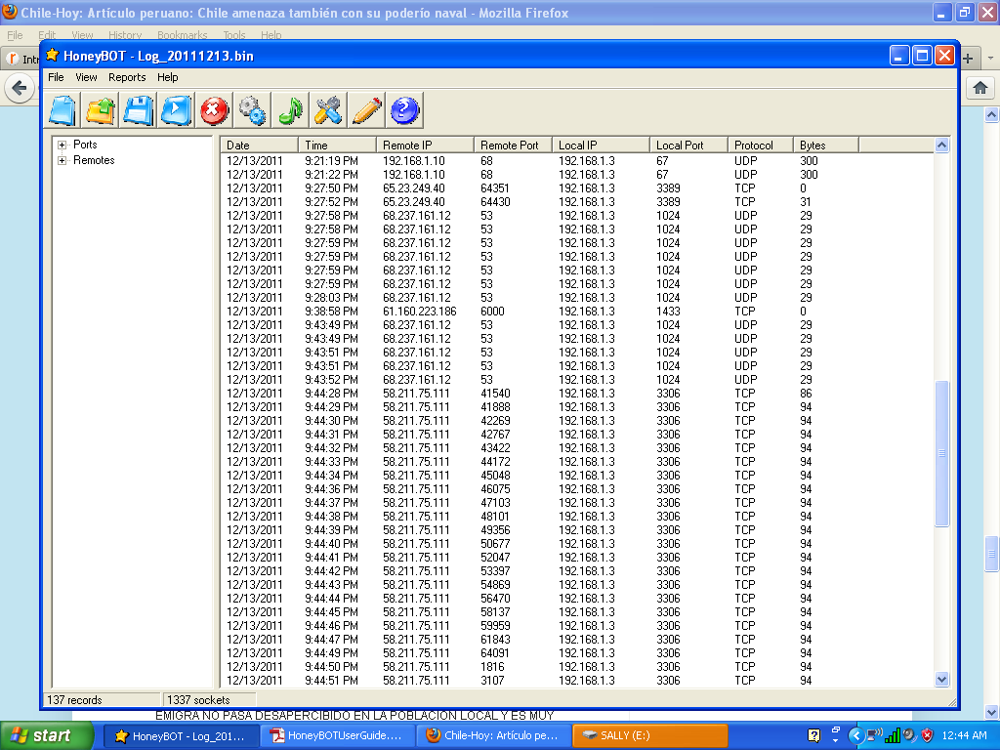 Chile-Hoy: Artículo peruano: Chile amenaza también con su poderío naval - Mozilla Firefox
File Edit View History Bookmarks Tools Help
HoneyBOT - Log_20111213.bin
File View Reports Help
Ports
Remotes
Date Time Remote IP Remote Port Local IP Local Port Protocol Bytes
12/13/2011 9:21:19 PM 192.168.1.10 68 192.168.1.3 67 UDP 300
12/13/2011 9:21:22 PM 192.168.1.10 68 192.168.1.3 67 UDP 300
12/13/2011 9:27:50 PM 65.23.249.40 64351 192.168.1.3 3389 TCP 0
12/13/2011 9:27:52 PM 65.23.249.40 64430 192.168.1.3 3389 TCP 31
12/13/2011 9:27:58 PM 68.237.161.12 53 192.168.1.3 1024 UDP 29
12/13/2011 9:27:58 PM 68.237.161.12 53 192.168.1.3 1024 UDP 29
12/13/2011 9:27:59 PM 68.237.161.12 53 192.168.1.3 1024 UDP 29
12/13/2011 9:27:59 PM 68.237.161.12 53 192.168.1.3 1024 UDP 29
12/13/2011 9:27:59 PM 68.237.161.12 53 192.168.1.3 1024 UDP 29
12/13/2011 9:27:59 PM 68.237.161.12 53 192.168.1.3 1024 UDP 29
12/13/2011 9:28:03 PM 68.237.161.12 53 192.168.1.3 1024 UDP 29
12/13/2011 9:38:58 PM 61.160.223.186 6000 192.168.1.3 1433 TCP 0
12/13/2011 9:43:49 PM 68.237.161.12 53 192.168.1.3 1024 UDP 29
12/13/2011 9:43:49 PM 68.237.161.12 53 192.168.1.3 1024 UDP 29
12/13/2011 9:43:51 PM 68.237.161.12 53 192.168.1.3 1024 UDP 29
12/13/2011 9:43:51 PM 68.237.161.12 53 192.168.1.3 1024 UDP 29
12/13/2011 9:43:52 PM 68.237.161.12 53 192.168.1.3 1024 UDP 29
12/13/2011 9:44:28 PM 58.211.75.111 41540 192.168.1.3 3306 TCP 86
12/13/2011 9:44:29 PM 58.211.75.111 41888 192.168.1.3 3306 TCP 94
12/13/2011 9:44:30 PM 58.211.75.111 42269 192.168.1.3 3306 TCP 94
12/13/2011 9:44:31 PM 58.211.75.111 42767 192.168.1.3 3306 TCP 94
12/13/2011 9:44:32 PM 58.211.75.111 43422 192.168.1.3 3306 TCP 94
12/13/2011 9:44:33 PM 58.211.75.111 44172 192.168.1.3 3306 TCP 94
12/13/2011 9:44:34 PM 58.211.75.111 45048 192.168.1.3 3306 TCP 94
12/13/2011 9:44:36 PM 58.211.75.111 46075 192.168.1.3 3306 TCP 94
12/13/2011 9:44:37 PM 58.211.75.111 47103 192.168.1.3 3306 TCP 94
12/13/2011 9:44:38 PM 58.211.75.111 48101 192.168.1.3 3306 TCP 94
12/13/2011 9:44:39 PM 58.211.75.111 49356 192.168.1.3 3306 TCP 94
12/13/2011 9:44:40 PM 58.211.75.111 50677 192.168.1.3 3306 TCP 94
12/13/2011 9:44:41 PM 58.211.75.111 52047 192.168.1.3 3306 TCP 94
12/13/2011 9:44:42 PM 58.211.75.111 53397 192.168.1.3 3306 TCP 94
12/13/2011 9:44:43 PM 58.211.75.111 54869 192.168.1.3 3306 TCP 94
12/13/2011 9:44:44 PM 58.211.75.111 56470 192.168.1.3 3306 TCP 94
12/13/2011 9:44:45 PM 58.211.75.111 58137 192.168.1.3 3306 TCP 94
12/13/2011 9:44:46 PM 58.211.75.111 59959 192.168.1.3 3306 TCP 94
12/13/2011 9:44:47 PM 58.211.75.111 61843 192.168.1.3 3306 TCP 94
12/13/2011 9:44:49 PM 58.211.75.111 64091 192.168.1.3 3306 TCP 94
12/13/2011 9:44:50 PM 58.211.75.111 1816 192.168.1.3 3306 TCP 94
12/13/2011 9:44:51 PM 58.211.75.111 3107 192.168.1.3 3306 TCP 94
137 records 1337 sockets
EMIGRA NO PASA DESAPERCIBIDO EN LA POBLACION LOCAL Y ES MUY
start HoneyBOT - Log_201... HoneyBOTUserGuide.... Chile-Hoy: Artículo pe... SALLY (E:) 12:44 AM